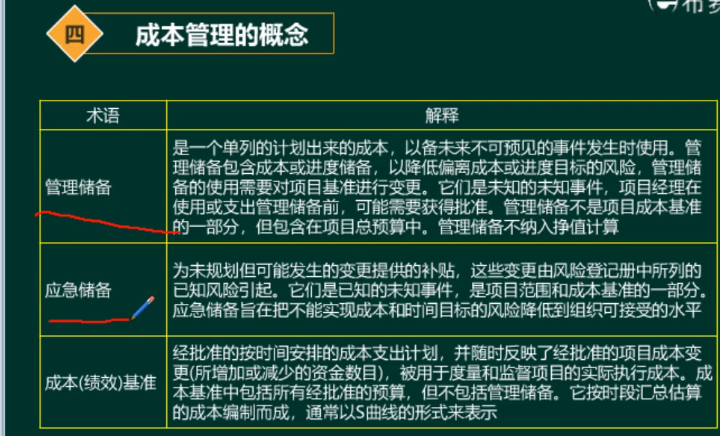 布赛
四
成本管理的概念
术语
解释
管理储备
是一个单列的计划出来的成本，以备未来不可预见的事件发生时使用。管
理储备包含成本或进度储备，以降低偏离成本或进度目标的风险，管理储
备的使用需要对项目基准进行变更。它们是未知的未知事件，项目经理在
使用或支出管理储备前，可能需要获得批准。管理储备不是项目成本基准
的一部分，但包含在项目总预算中。管理储备不纳入挣值计算
应急储备
为未规划但可能发生的变更提供的补贴，这些变更由风险登记册中所列的
已知风险引起。它们是已知的未知事件，是项目范围和成本基准的一部分。
应急储备旨在把不能实现成本和时间目标的风险降低到组织可接受的水平
成本(绩效)基准
经批准的按时间安排的成本支出计划，并随时反映了经批准的项目成本变
更(所增加或减少的资金数目)，被用于度量和监督项目的实际执行成本。成
本基准中包括所有经批准的预算，但不包括管理储备。它按时段汇总估算
的成本编制而成，通常以S曲线的形式来表示